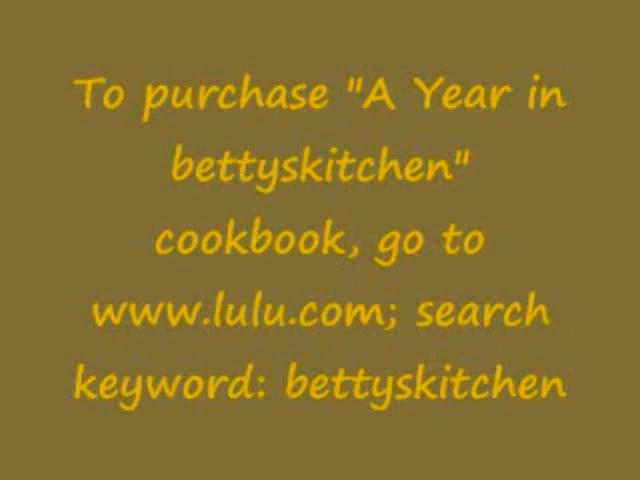 To purchase "A Year in
bettyskitchen"
cookbook, go to
www.lulu.com; search
keyword: bettyskitchen